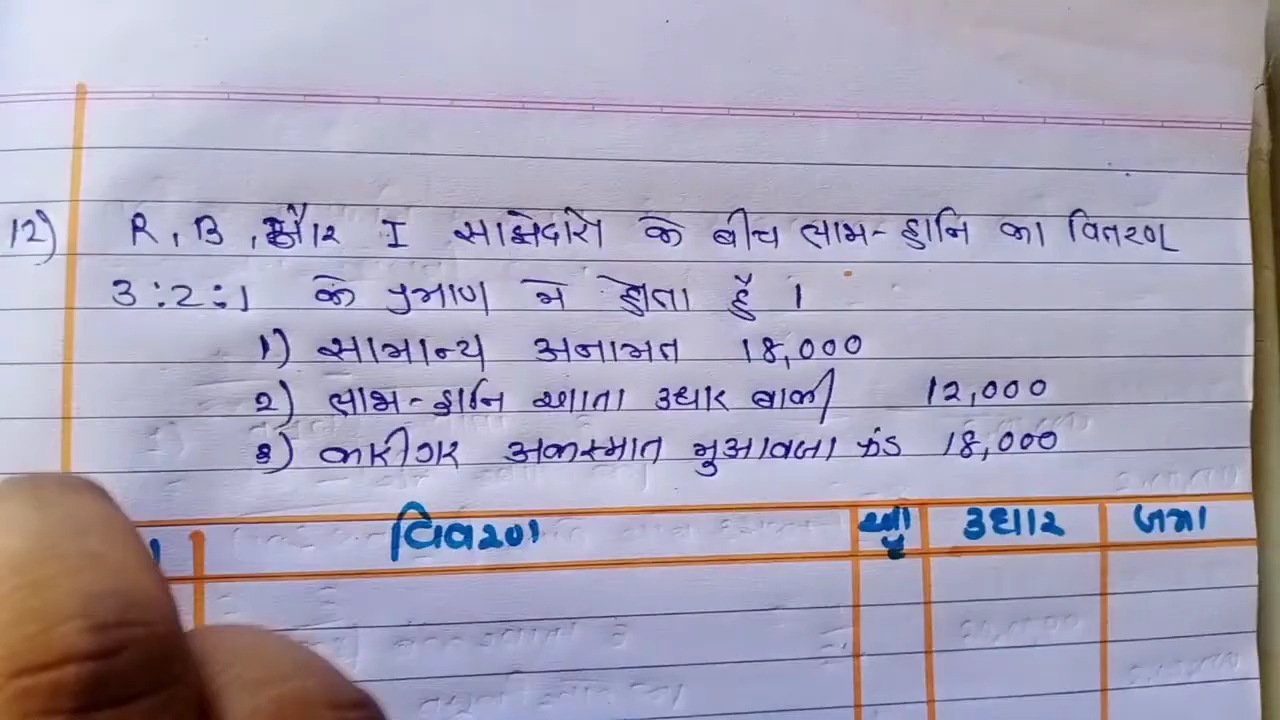 12) R, B, और I साझेदारो के बीच लाभ-हानि का वितरण
3:2:1 के प्रमाण मे होता है ।
1) सामान्य अनामत 18,000
2) लाभ-हानि खाता उधार बाकी 12,000
3) कारीगर अकस्मात मुआवजा फंड 18,000
विवरण उधार जमा